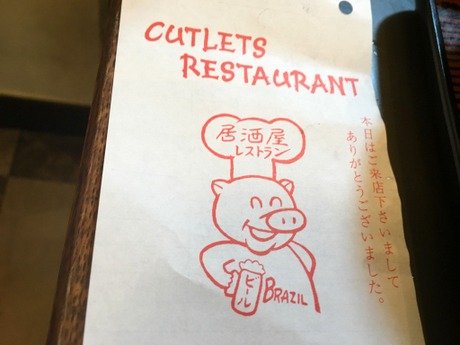 CUTLETS
RESTAURANT
居酒屋
レストラン
ビール
BRAZIL
本日はご来店下さいまして
ありがとうございました。